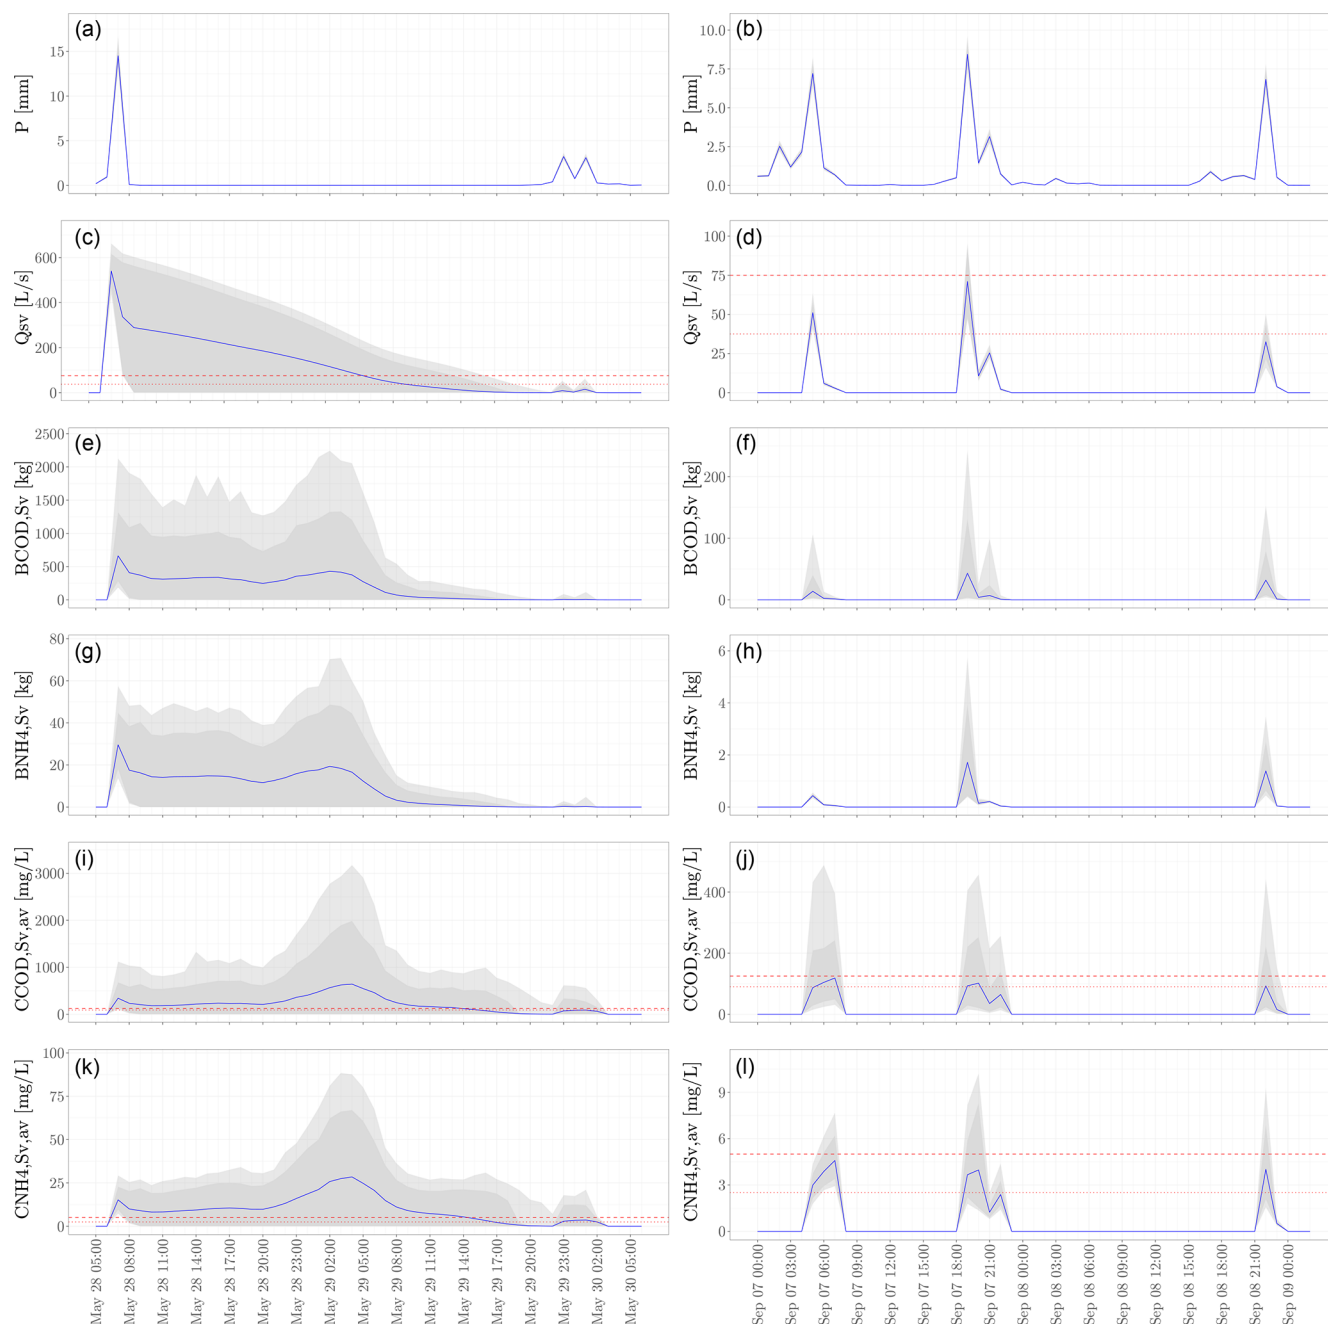 (a)
P [mm]
15
10
5
0
(b)
P [mm]
10.0
7.5
5.0
2.5
0.0
(c)
Qsv [L/s]
600
400
200
0
(d)
Qsv [L/s]
100
75
50
25
0
(e)
BCOD,Sv [kg]
2500
2000
1500
1000
500
0
(f)
BCOD,Sv [kg]
200
100
0
(g)
BNH4,Sv [kg]
80
60
40
20
0
(h)
BNH4,Sv [kg]
6
4
2
0
(i)
CCOD,Sv,av [mg/L]
3000
2000
1000
0
(j)
CCOD,Sv,av [mg/L]
400
200
0
(k)
CNH4,Sv,av [mg/L]
100
75
50
25
0
(l)
CNH4,Sv,av [mg/L]
9
6
3
0
May 28 05:00
May 28 08:00
May 28 11:00
May 28 14:00
May 28 17:00
May 28 20:00
May 28 23:00
May 29 02:00
May 29 05:00
May 29 08:00
May 29 11:00
May 29 14:00
May 29 17:00
May 29 20:00
May 29 23:00
May 30 02:00
May 30 05:00
Sep 07 00:00
Sep 07 03:00
Sep 07 06:00
Sep 07 09:00
Sep 07 12:00
Sep 07 15:00
Sep 07 18:00
Sep 07 21:00
Sep 08 00:00
Sep 08 03:00
Sep 08 06:00
Sep 08 09:00
Sep 08 12:00
Sep 08 15:00
Sep 08 18:00
Sep 08 21:00
Sep 09 00:00